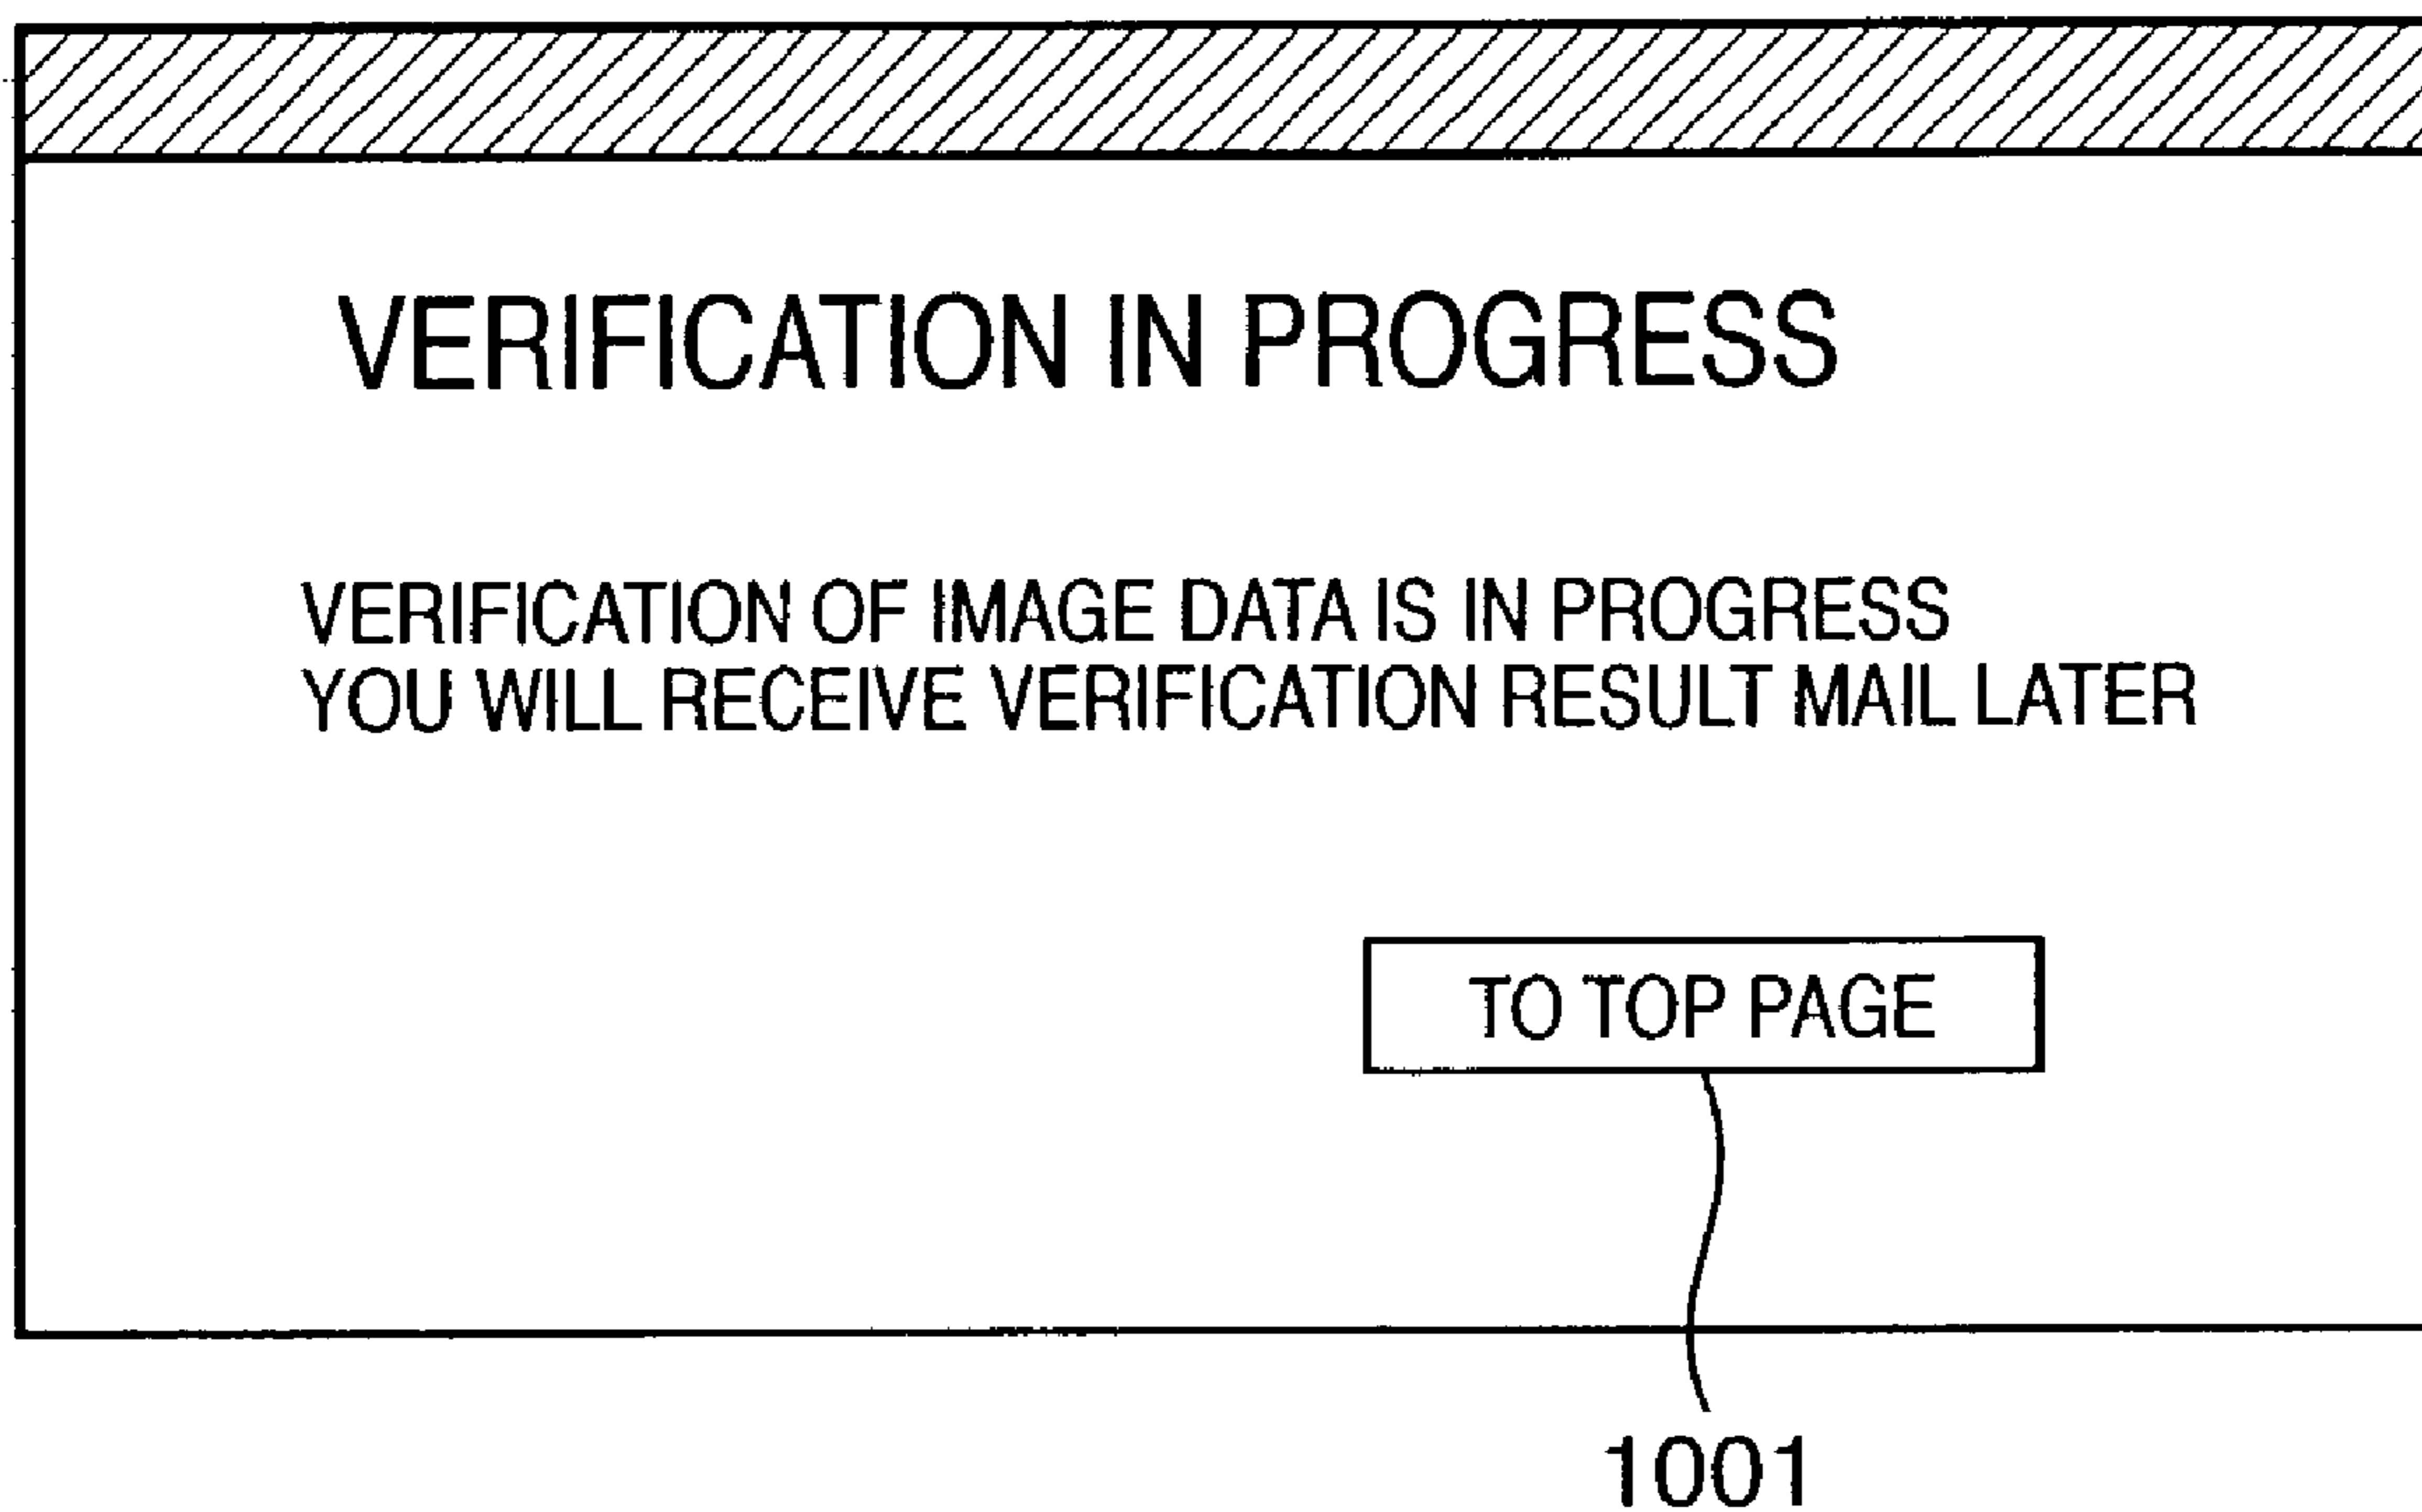 VERIFICATION IN PROGRESS
VERIFICATION OF IMAGE DATA IS IN PROGRESS
YOU WILL RECEIVE VERIFICATION RESULT MAIL LATER
TO TOP PAGE
1001